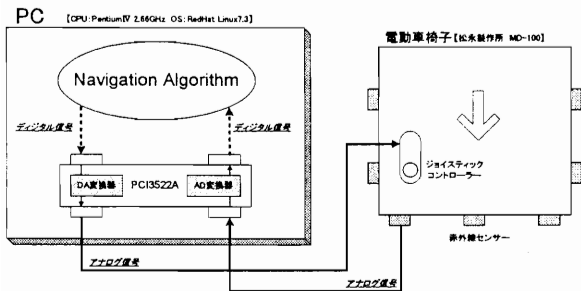 PC 【CPU:PentiumⅣ 2.66GHz OS:RedHat Linux7.3】
Navigation Algorithm
ディジタル信号
ディジタル信号
DA変換器
PCI3522A
AD変換器
アナログ信号
アナログ信号
電動車椅子【松永製作所 MD-100】
ジョイスティック
コントローラー
赤外線センサー